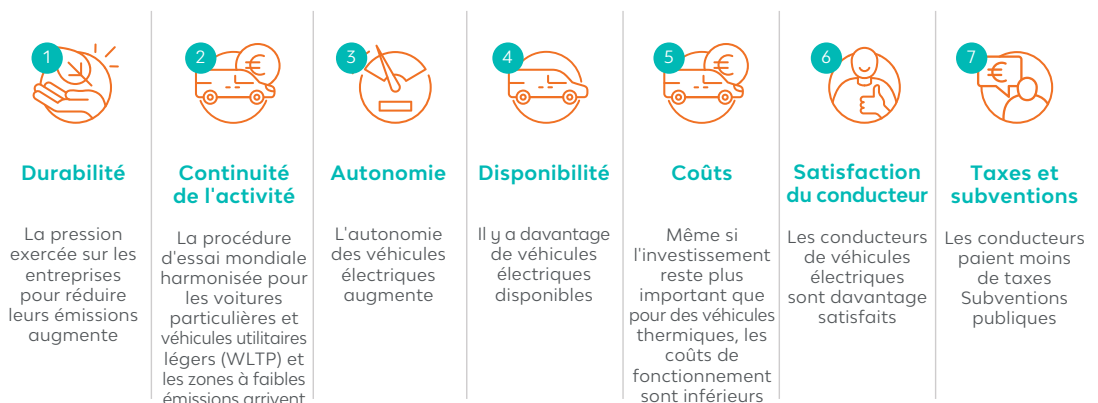 1
Durabilité
La pression
exercée sur les
entreprises
pour réduire
leurs émissions
augmente
2
€
Continuité
de l'activité
La procédure
d'essai mondiale
harmonisée pour
les voitures
particulières et
véhicules utilitaires
légers (WLTP) et
les zones à faibles
émissions arrivent
3
Autonomie
L'autonomie
des véhicules
électriques
augmente
4
Disponibilité
Il y a davantage
de véhicules
électriques
disponibles
5
€
Coûts
Même si
l'investissement
reste plus
important que
pour des véhicules
thermiques, les
coûts de
fonctionnement
sont inférieurs
6
Satisfaction
du conducteur
Les conducteurs
de véhicules
électriques
sont davantage
satisfaits
7
€
Taxes et
subventions
Les conducteurs
paient moins
de taxes
Subventions
publiques